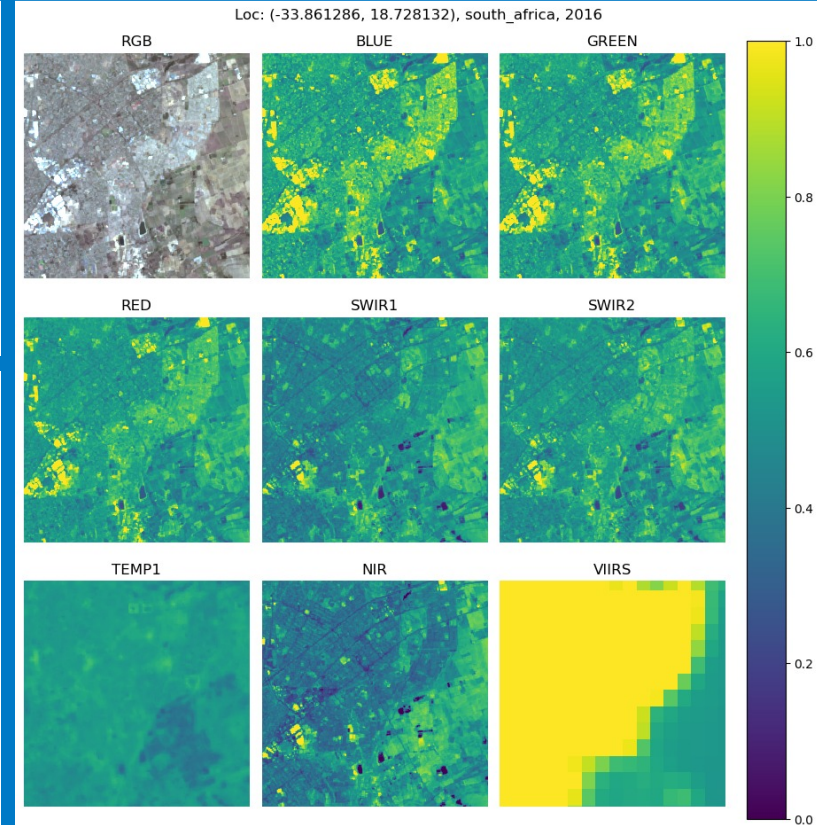 Loc: (-33.861286, 18.728132), south_africa, 2016
RGB
BLUE
GREEN
1.0
0.8
RED
SWIR1
SWIR2
0.6
0.4
TEMP1
NIR
VIIRS
0.2
0.0